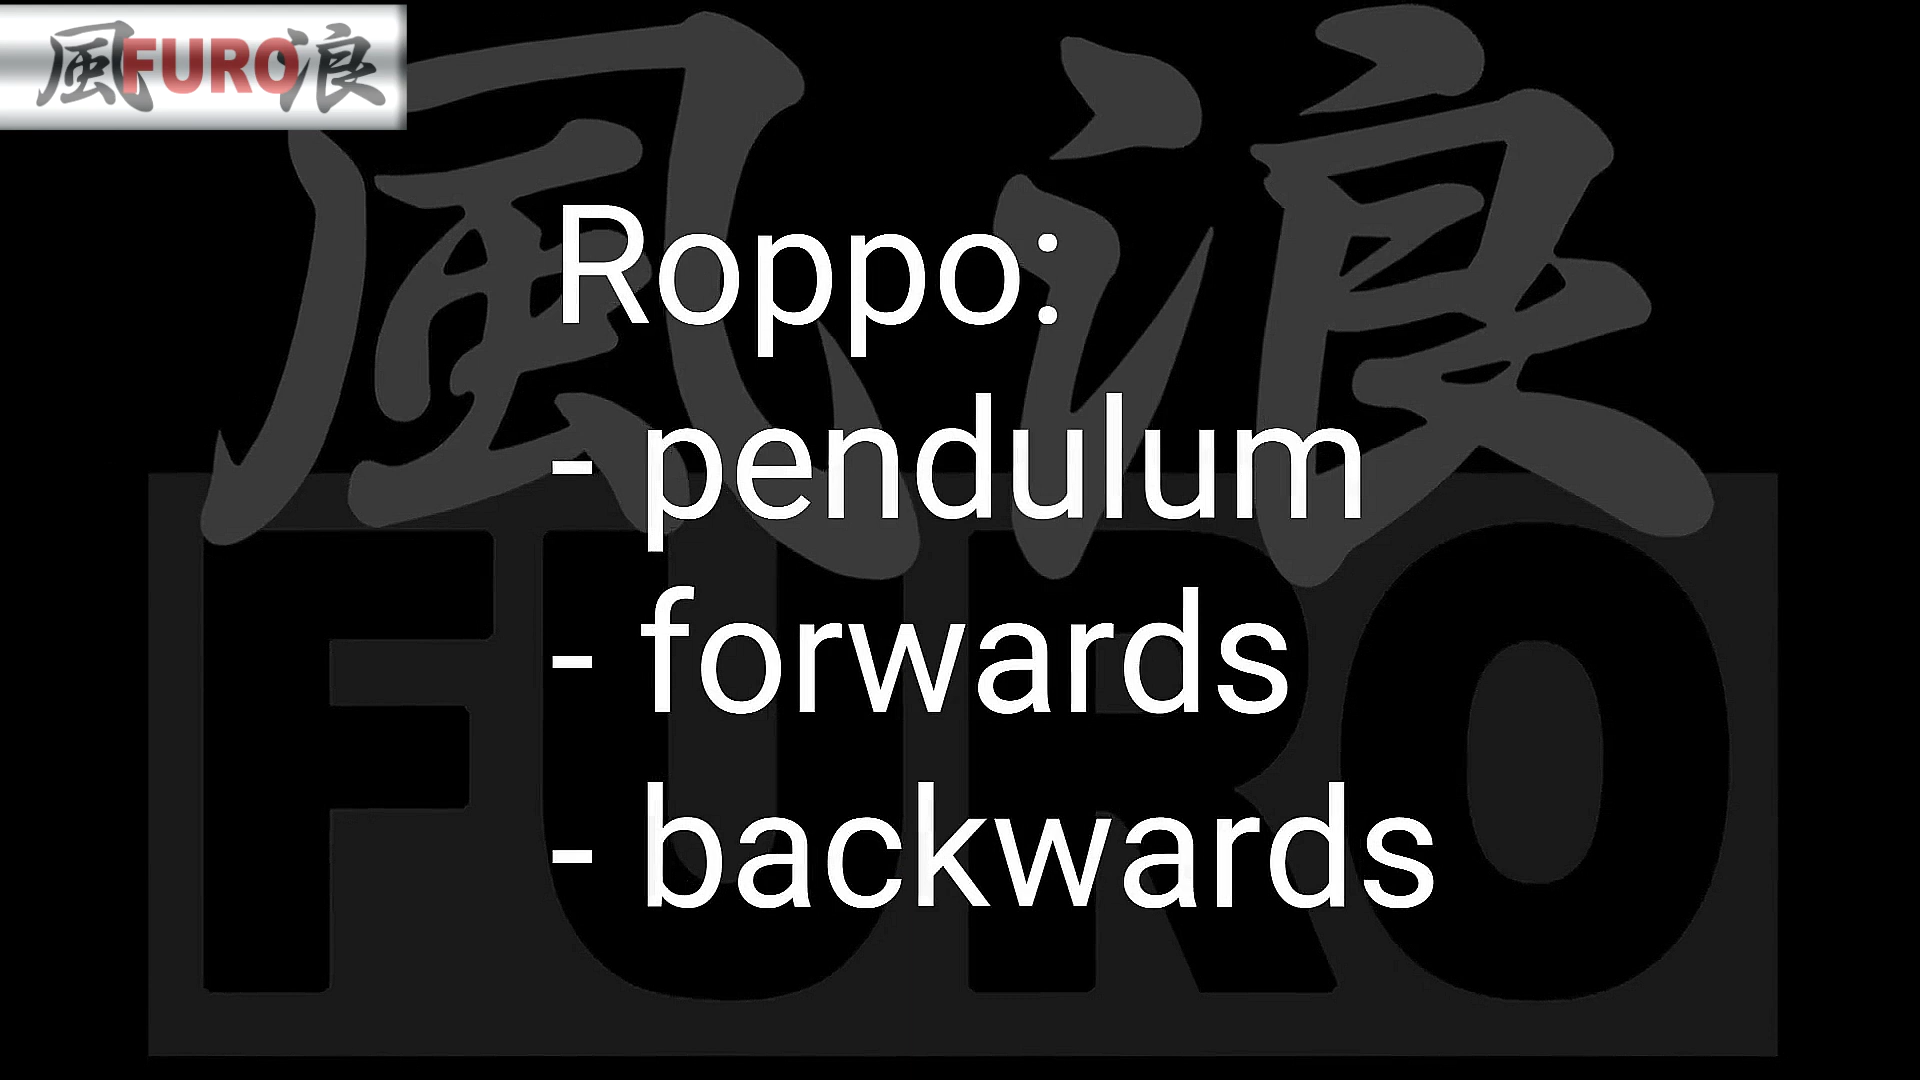 風FURO浪
風浪
FURO
Roppo:
- pendulum
- forwards
- backwards